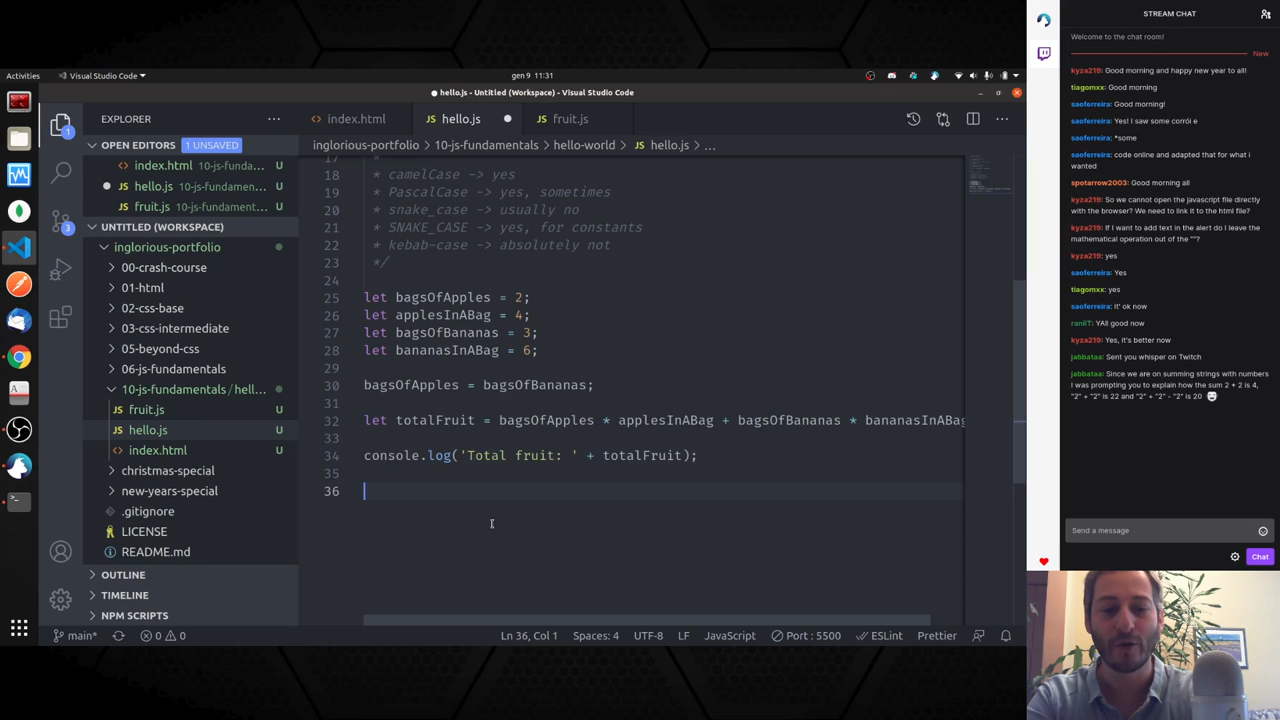 Activities
Visual Studio Code
gen 9 11:31
hello.js - Untitled (Workspace) - Visual Studio Code
EXPLORER
OPEN EDITORS 1 UNSAVED
index.html 10-js-funda... U
hello.js 10-js-fundamen... U
fruit.js 10-js-fundament... U
UNTITLED (WORKSPACE)
inglorious-portfolio
00-crash-course
01-html
02-css-base
03-css-intermediate
05-beyond-css
06-js-fundamentals
10-js-fundamentals / hell...
fruit.js U
hello.js U
index.html U
christmas-special
new-years-special
.gitignore
LICENSE
README.md
OUTLINE
TIMELINE
NPM SCRIPTS
1
3
index.html
hello.js
fruit.js
inglorious-portfolio > 10-js-fundamentals > hello-world > hello.js > ...
17 *
18 camelCase -> yes
19 * PascalCase -> yes, sometimes
20 * snake_case -> usually no
21 * SNAKE_CASE -> yes, for constants
22 * kebab-case -> absolutely not
23 */
24
25 let bagsOfApples = 2;
26 let applesInABag = 4;
27 let bagsOfBananas = 3;
28 let bananasInABag = 6;
29
30 bagsOfApples = bagsOfBananas;
31
32 let totalFruit = bagsOfApples * applesInABag + bagsOfBananas * bananasInABag
33
34 console.log('Total fruit: ' + totalFruit);
35
36
main*
0 0
Ln 36, Col 1
Spaces: 4
UTF-8
LF
JavaScript
Port : 5500
ESLint
Prettier
STREAM CHAT
Welcome to the chat room!
New
kyza219: Good morning and happy new year to all!
tiagomxx: Good morning
saoferreira: Good morning!
saoferreira: Yes! I saw some corról e
saoferreira: *some
saoferreira: code online and adapted that for what i
wanted
spotarrow2003: Good morning all
kyza219: So we cannot open the javascript file directly
with the browser? We need to link it to the html file?
kyza219: If I want to add text in the alert do I leave the
mathematical operation out of the ""?
kyza219: yes
saoferreira: Yes
tiagomxx: yes
saoferreira: it' ok now
raniiT: YAll good now
kyza219: Yes, it's better now
jabbataa: Sent you whisper on Twitch
jabbataa: Since we are on summing strings with numbers
I was prompting you to explain how the sum 2 + 2 is 4,
"2" + "2" is 22 and "2" + "2" - "2" is 20
Send a message
Chat